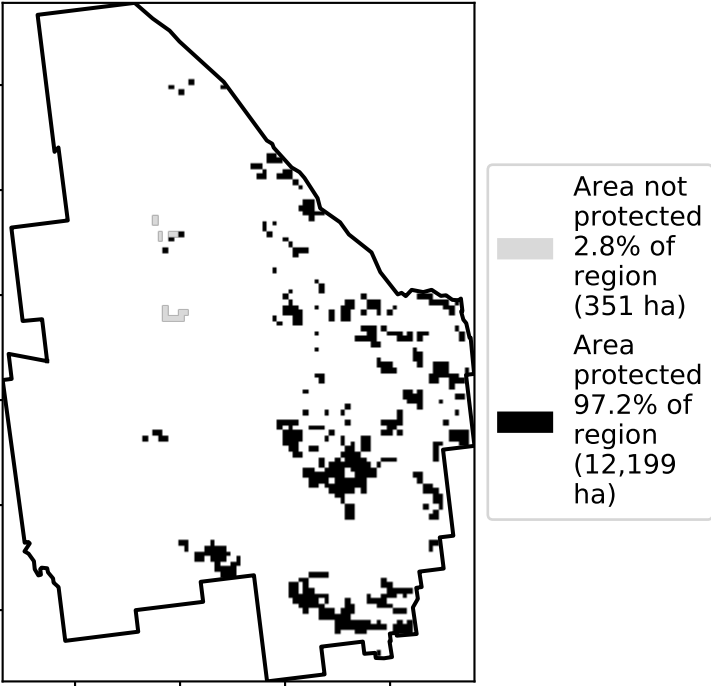 Area not
protected
2.8% of
region
(351 ha)
Area
protected
97.2% of
region
(12,199
ha)